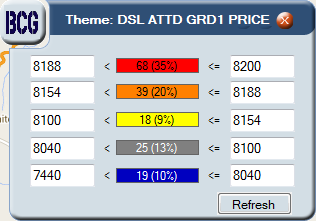 BCG Theme: DSL ATTD GRD1 PRICE
8188 < 68 (35%) <= 8200
8154 < 39 (20%) <= 8188
8100 < 18 (9%) <= 8154
8040 < 25 (13%) <= 8100
7440 < 19 (10%) <= 8040
Refresh